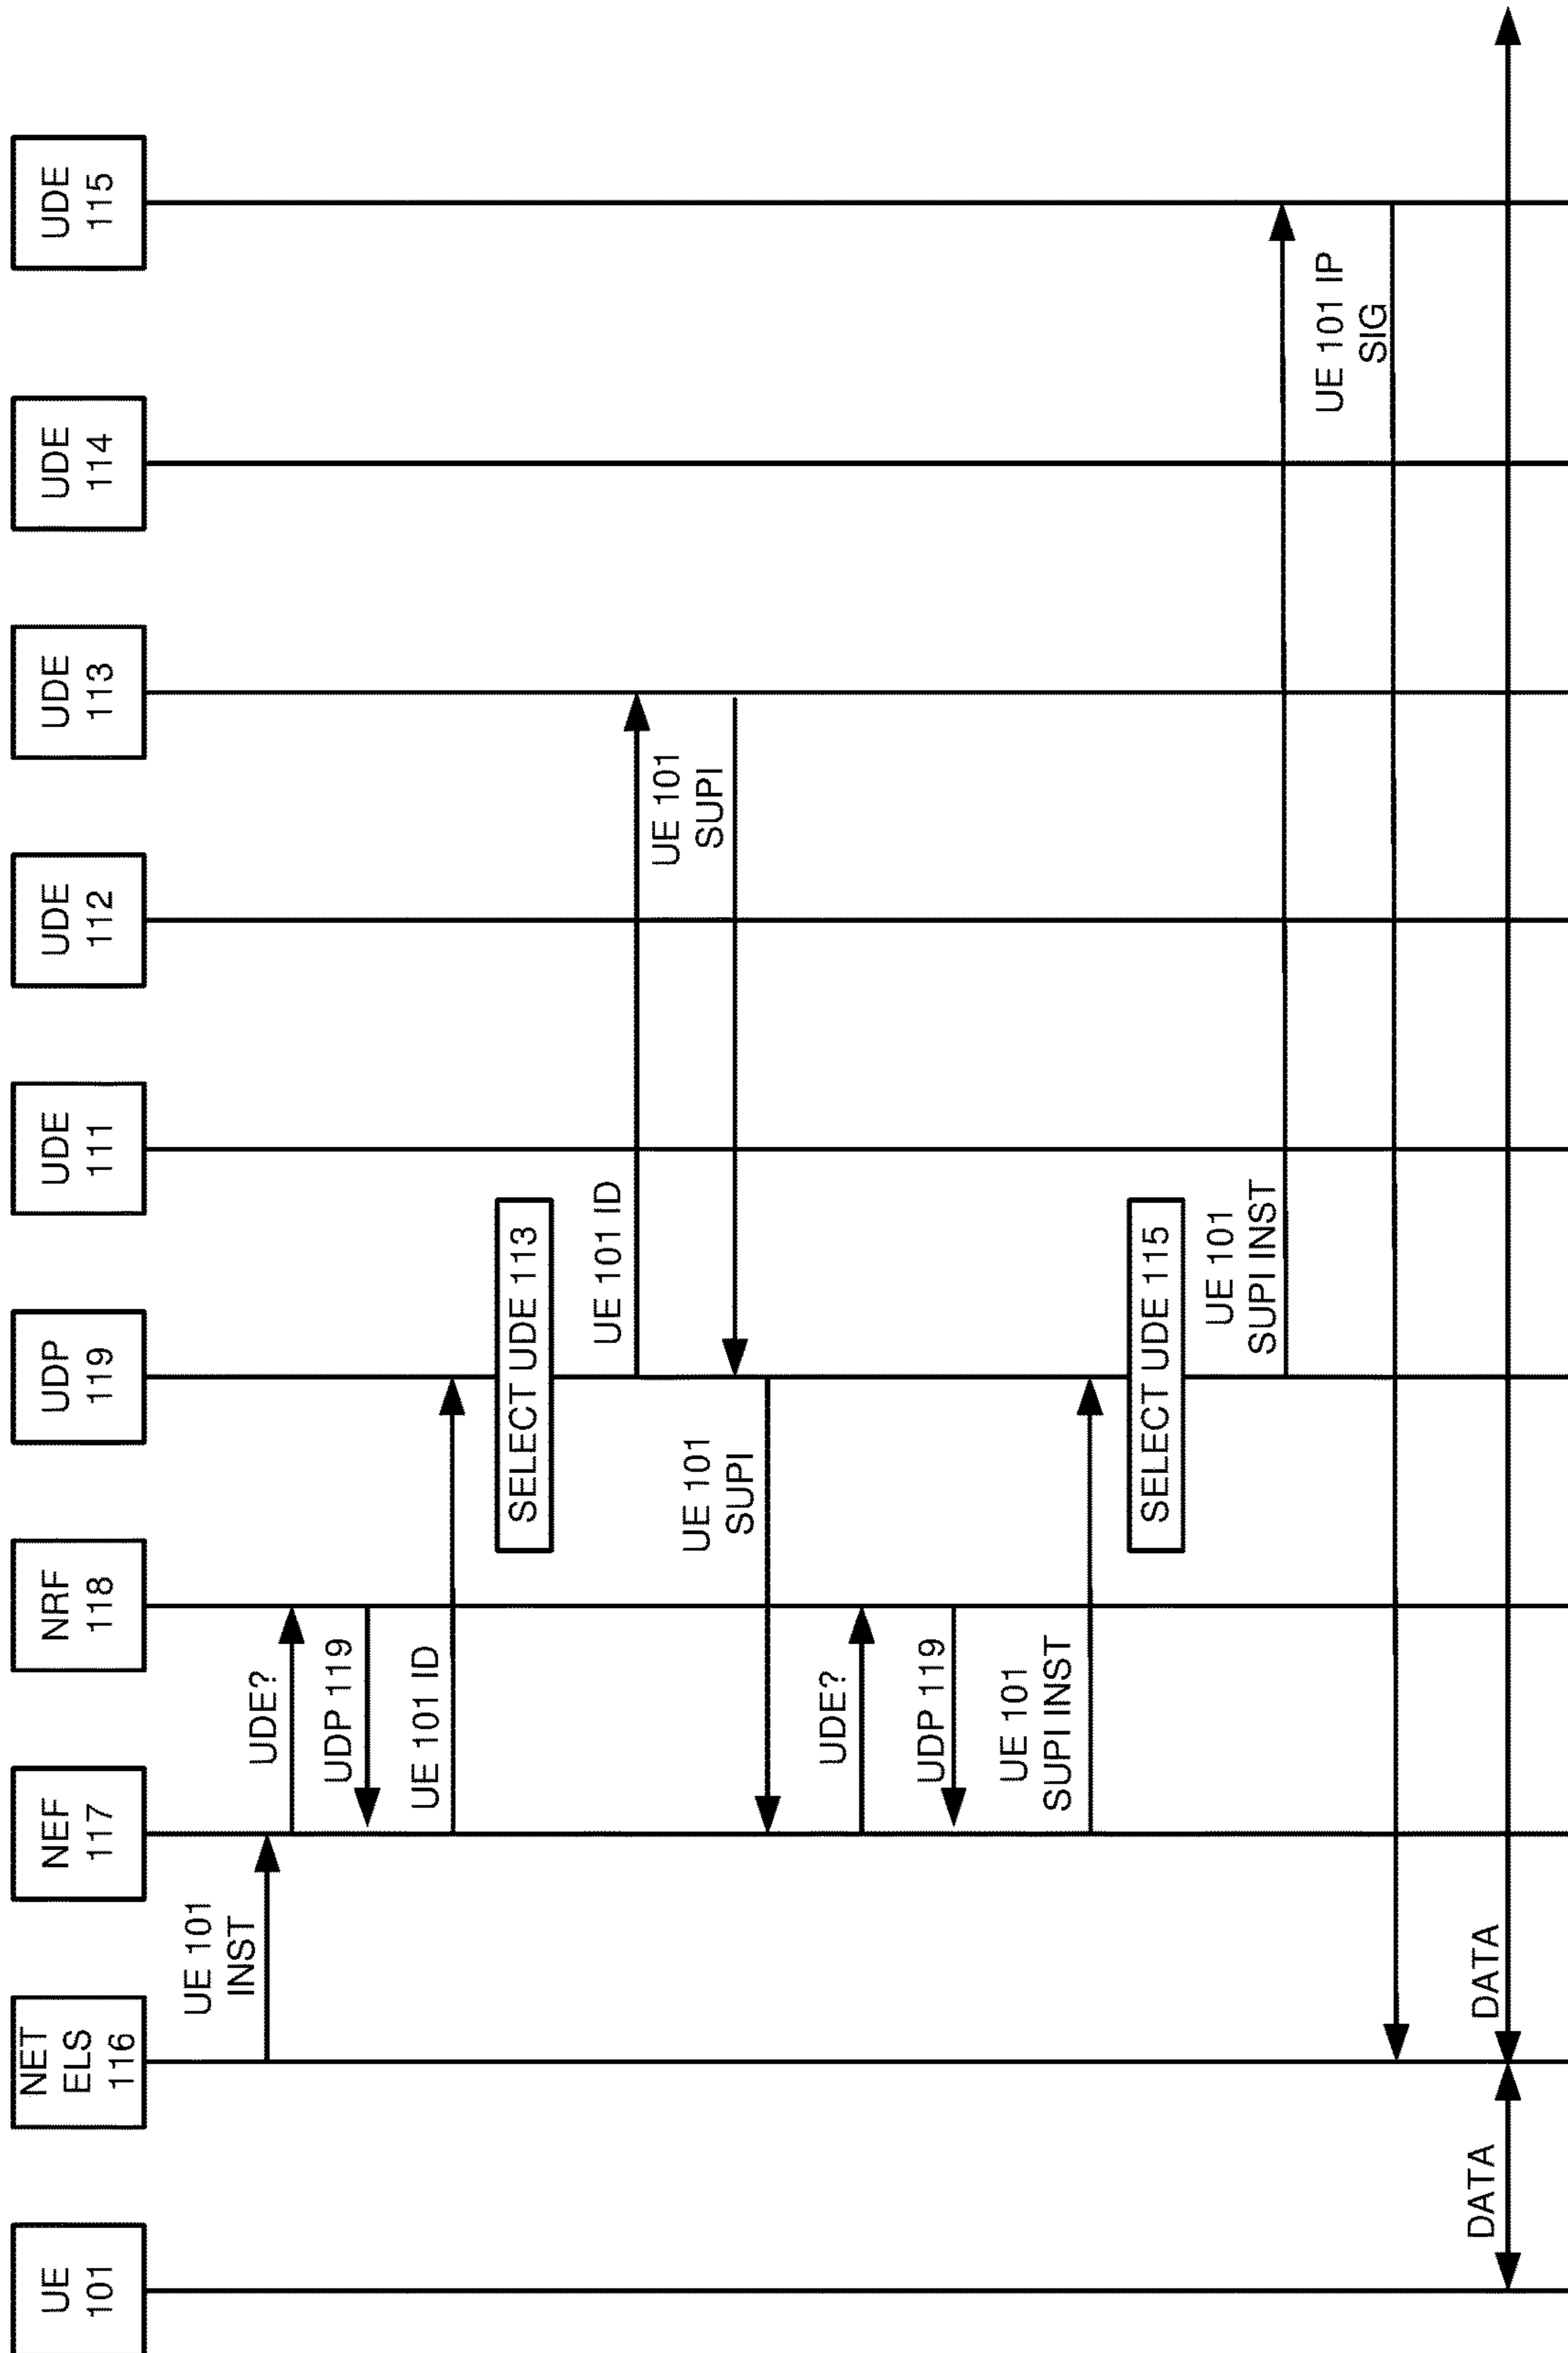 UE
101
NET
ELS
116
NEF
117
NRF
118
UDP
119
UDE
111
UDE
112
UDE
113
UDE
114
UDE
115
UE 101
INST
UDE?
UDP 119
UE 101 ID
SELECT UDE 113
UE 101 ID
UE 101
SUPI
UE 101
SUPI
UDE?
UDP 119
UE 101
SUPI INST
SELECT UDE 115
UE 101
SUPI INST
UE 101 IP
SIG
DATA
DATA